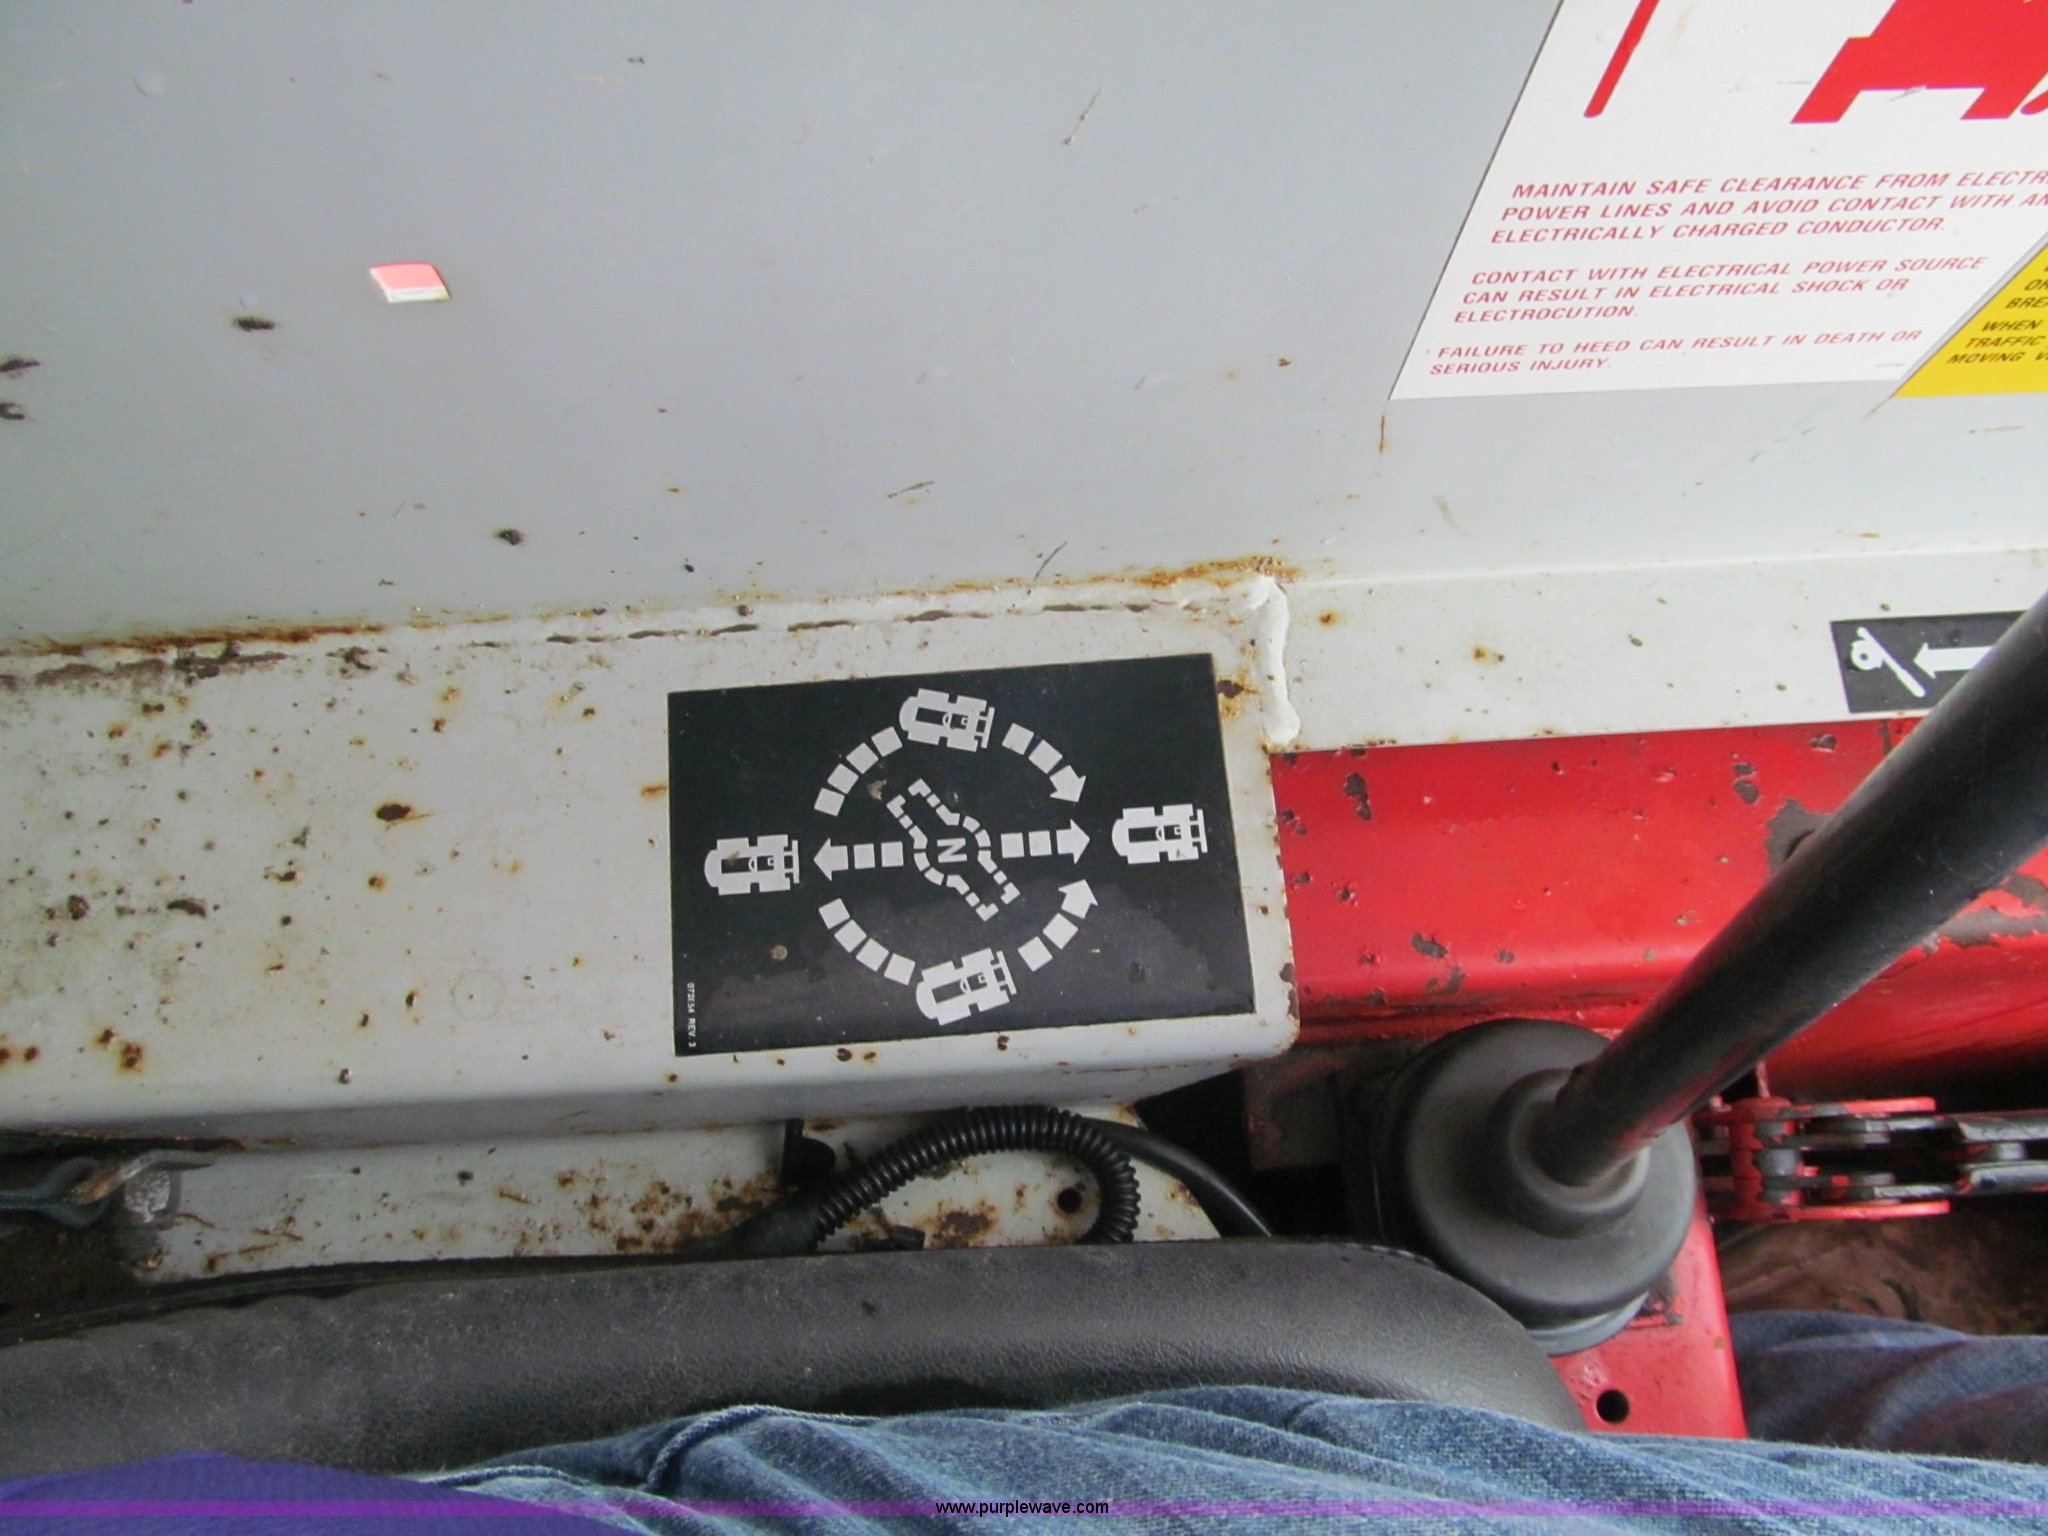 MAINTAIN SAFE CLEARANCE FROM
POWER LINES AND AVOID CONTACT WITH
ELECTRICALLY CHARGED CONDUCTOR.
CONTACT WITH ELECTRICAL POWER SOURCE
CAN RESULT IN ELECTRICAL SHOCK OR
ELECTROCUTION.
FAILURE TO HEED CAN RESULT IN DEATH OR
SERIOUS INJURY.
WHEN
TRAFFIC
MOVING
N
072E54 REV. 3
www.purplewave.com